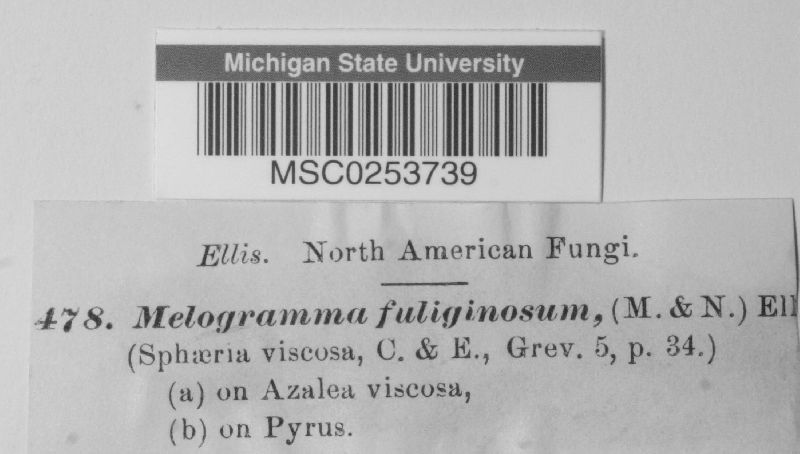 Michigan State University
MSC0253739
Ellis. North American Fungi.
478. Melogramma fuliginosum, (M. & N.) Ell
(Sphæria viscosa, C. & E., Grev. 5, p. 34.)
(a) on Azalea viscosa,
(b) on Pyrus.